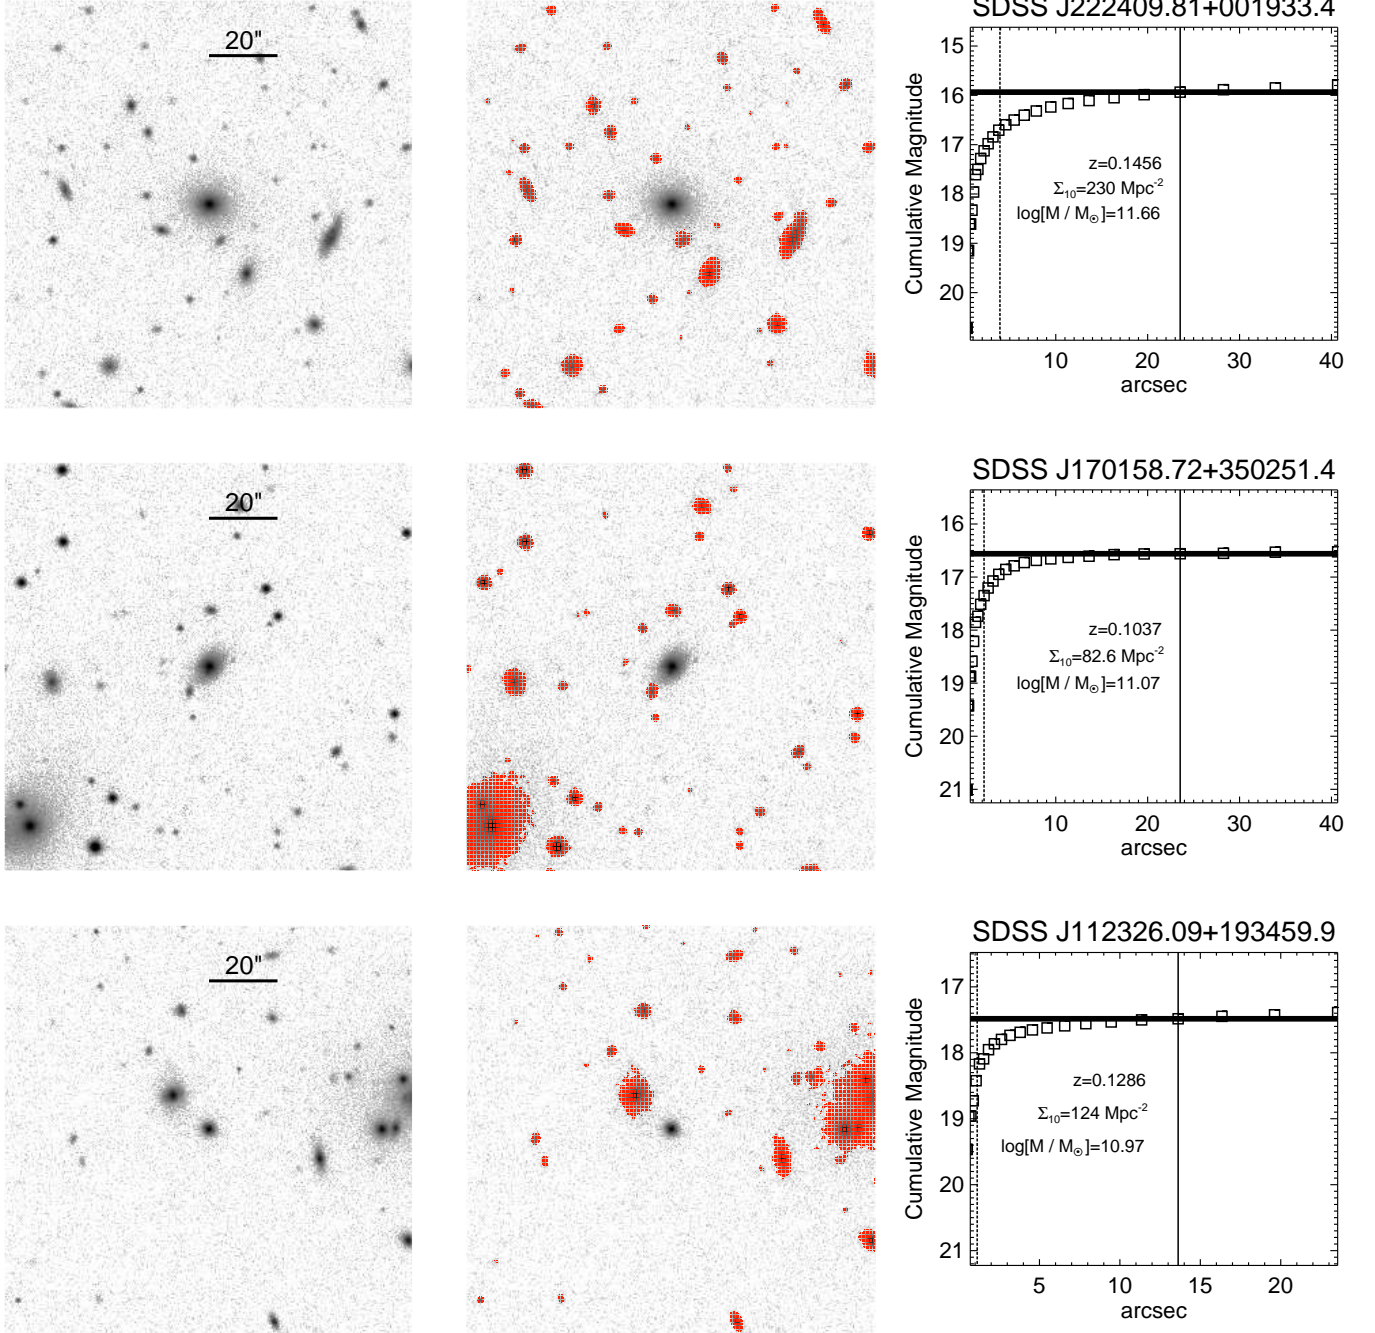 SDSS J222409.81+001933.4
20"
15
16
17
18
19
20
Cumulative Magnitude
z=0.1456
Σ10=230 Mpc-2
log[M / M☉]=11.66
10 20 30 40
arcsec
SDSS J170158.72+350251.4
20"
16
17
18
19
20
21
Cumulative Magnitude
z=0.1037
Σ10=82.6 Mpc-2
log[M / M☉]=11.07
10 20 30 40
arcsec
SDSS J112326.09+193459.9
20"
17
18
19
20
21
Cumulative Magnitude
z=0.1286
Σ10=124 Mpc-2
log[M / M☉]=10.97
5 10 15 20
arcsec